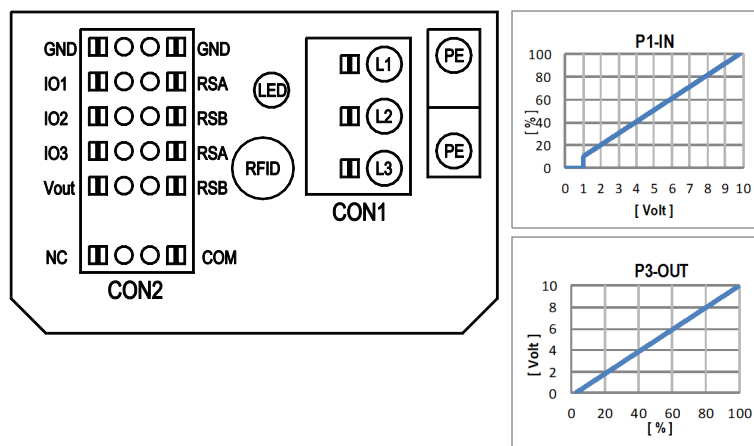 GND GND
IO1 RSA
IO2 RSB
IO3 RSA
Vout RSB
NC COM
CON2
LED
RFID
L1
L2
L3
CON1
PE
PE
P1-IN
[ % ]
100
80
60
40
20
0
0 1 2 3 4 5 6 7 8 9 10
[ Volt ]
P3-OUT
[ Volt ]
10
8
6
4
2
0
0 20 40 60 80 100
[ % ]